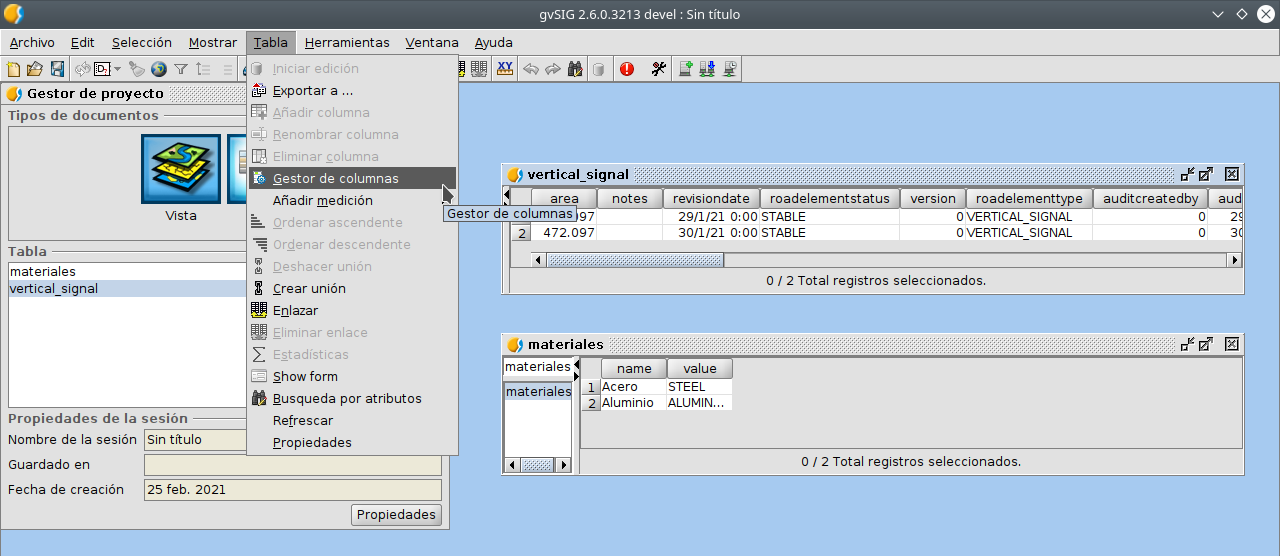 gvSIG 2.6.0.3213 devel : Sin título
Archivo Edit Selección Mostrar Tabla Herramientas Ventana Ayuda
Gestor de proyecto
Tipos de documentos
Vista
Tabla
materiales
vertical_signal
Propiedades de la sesión
Nombre de la sesión Sin título
Guardado en
Fecha de creación 25 feb. 2021
Propiedades
Iniciar edición
Exportar a ...
Añadir columna
Renombrar columna
Eliminar columna
Gestor de columnas
Añadir medición
Ordenar ascendente
Ordenar descendente
Deshacer unión
Crear unión
Enlazar
Eliminar enlace
Estadísticas
Show form
Busqueda por atributos
Refrescar
Propiedades
Gestor de columnas
vertical_signal
area notes revisiondate roadelementstatus version roadelementtype auditcreatedby aud
097 29/1/21 0:00 STABLE 0 VERTICAL_SIGNAL 0 29
2 472.097 30/1/21 0:00 STABLE 0 VERTICAL_SIGNAL 0 30
0 / 2 Total registros seleccionados.
materiales
materiales
materiales
name value
1 Acero STEEL
2 Aluminio ALUMIN...
0 / 2 Total registros seleccionados.